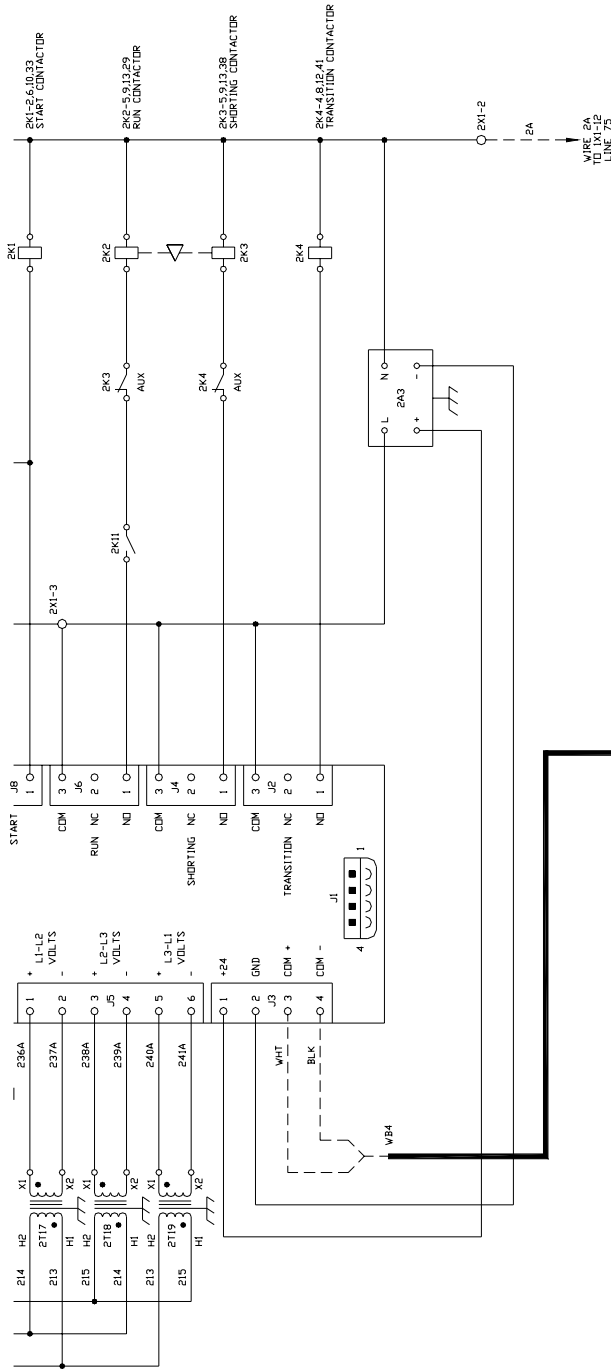 2K1-2,6,10,33
START CONTACTOR
2K2-5,9,13,29
RUN CONTACTOR
2K3-5,9,13,38
SHORTING CONTACTOR
2K4-4,8,12,41
TRANSITION CONTACTOR
2X1-2
2A
WIRE 2A
TO 1X1-12
LINE 75
2K1
2K2
2K3
2K4
2K3
AUX
2K4
AUX
N
-
2A3
L
+
2K11
2X1-3
J8
1
START
3
J6
2
1
COM
RUN NC
NO
3
J4
2
1
COM
SHORTING NC
NO
3
J2
2
1
COM
TRANSITION NC
NO
J1
1
4
+
L1-L2
VOLTS
-
+
L2-L3
VOLTS
-
+
L3-L1
VOLTS
-
+24
GND
COM +
COM -
1
2
3
4
5
6
J5
1
2
3
4
J3
236A
237A
238A
239A
240A
241A
WHT
BLK
WB4
X1
X2
X1
X2
X1
X2
H2
2T17
H1
H2
2T18
H1
H2
2T19
H1
214
213
215
214
213
215